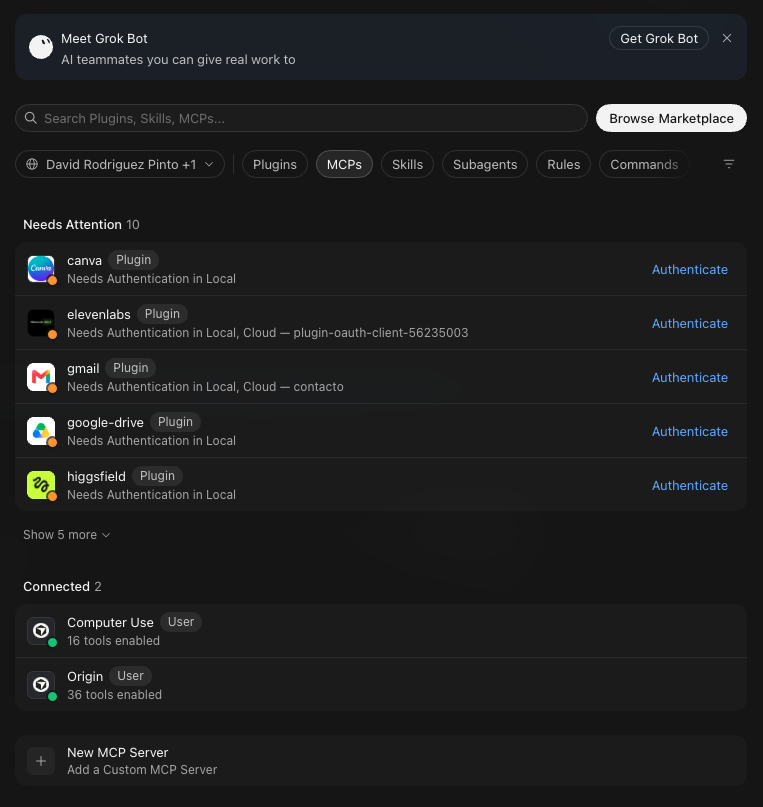 Meet Grok Bot
AI teammates you can give real work to
Get Grok Bot
Search Plugins, Skills, MCPs...
Browse Marketplace
David Rodriguez Pinto +1
Plugins
MCPs
Skills
Subagents
Rules
Commands
Needs Attention 10
Canva
canva Plugin
Needs Authentication in Local
Authenticate
elevenlabs Plugin
Needs Authentication in Local, Cloud — plugin-oauth-client-56235003
Authenticate
gmail Plugin
Needs Authentication in Local, Cloud — contacto
Authenticate
google-drive Plugin
Needs Authentication in Local
Authenticate
higgsfield Plugin
Needs Authentication in Local
Authenticate
Show 5 more
Connected 2
Computer Use User
16 tools enabled
Origin User
36 tools enabled
New MCP Server
Add a Custom MCP Server